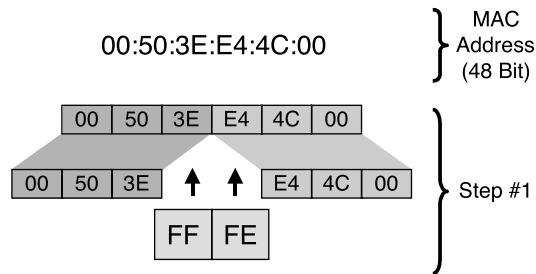 MAC
Address
(48 Bit)
00:50:3E:E4:4C:00
00 50 3E E4 4C 00
00 50 3E E4 4C 00
Step #1
FF FE